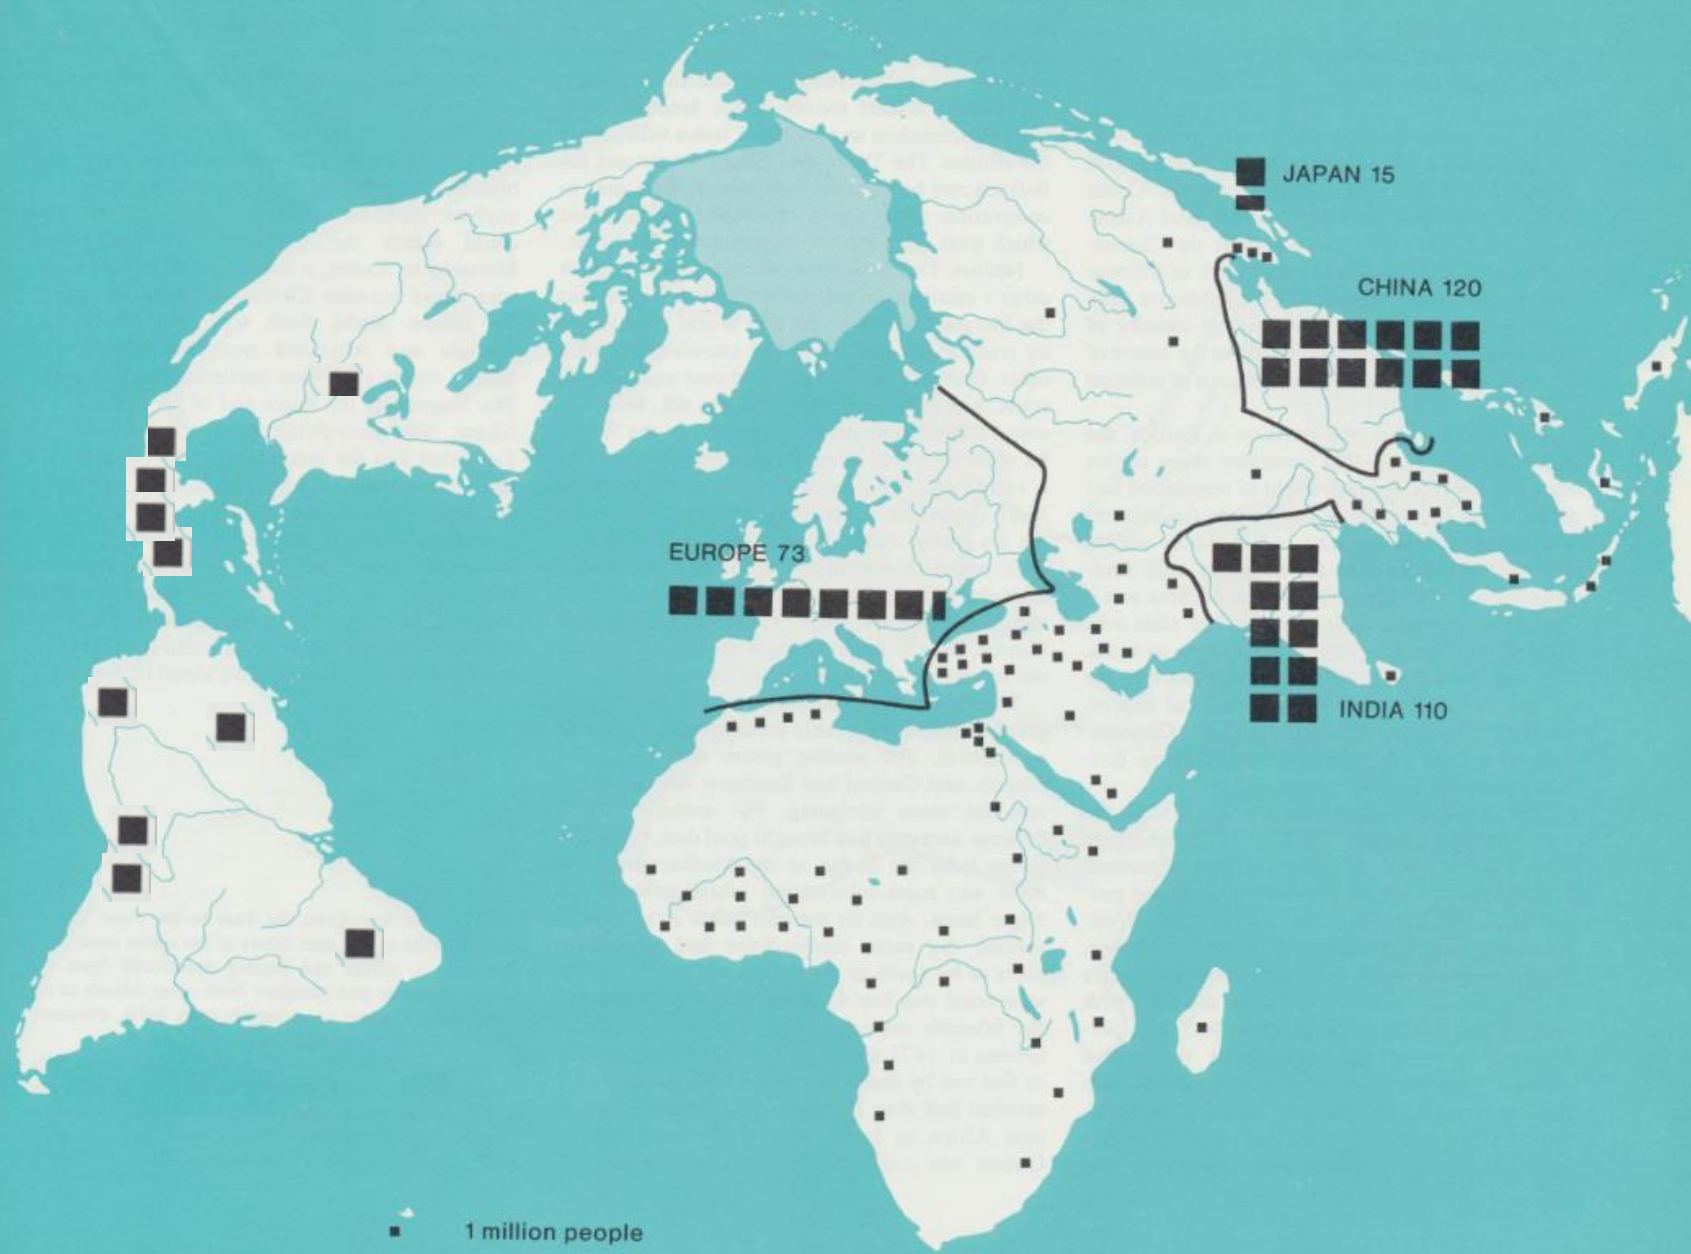 JAPAN 15
CHINA 120
EUROPE 73
INDIA 110
1 million people